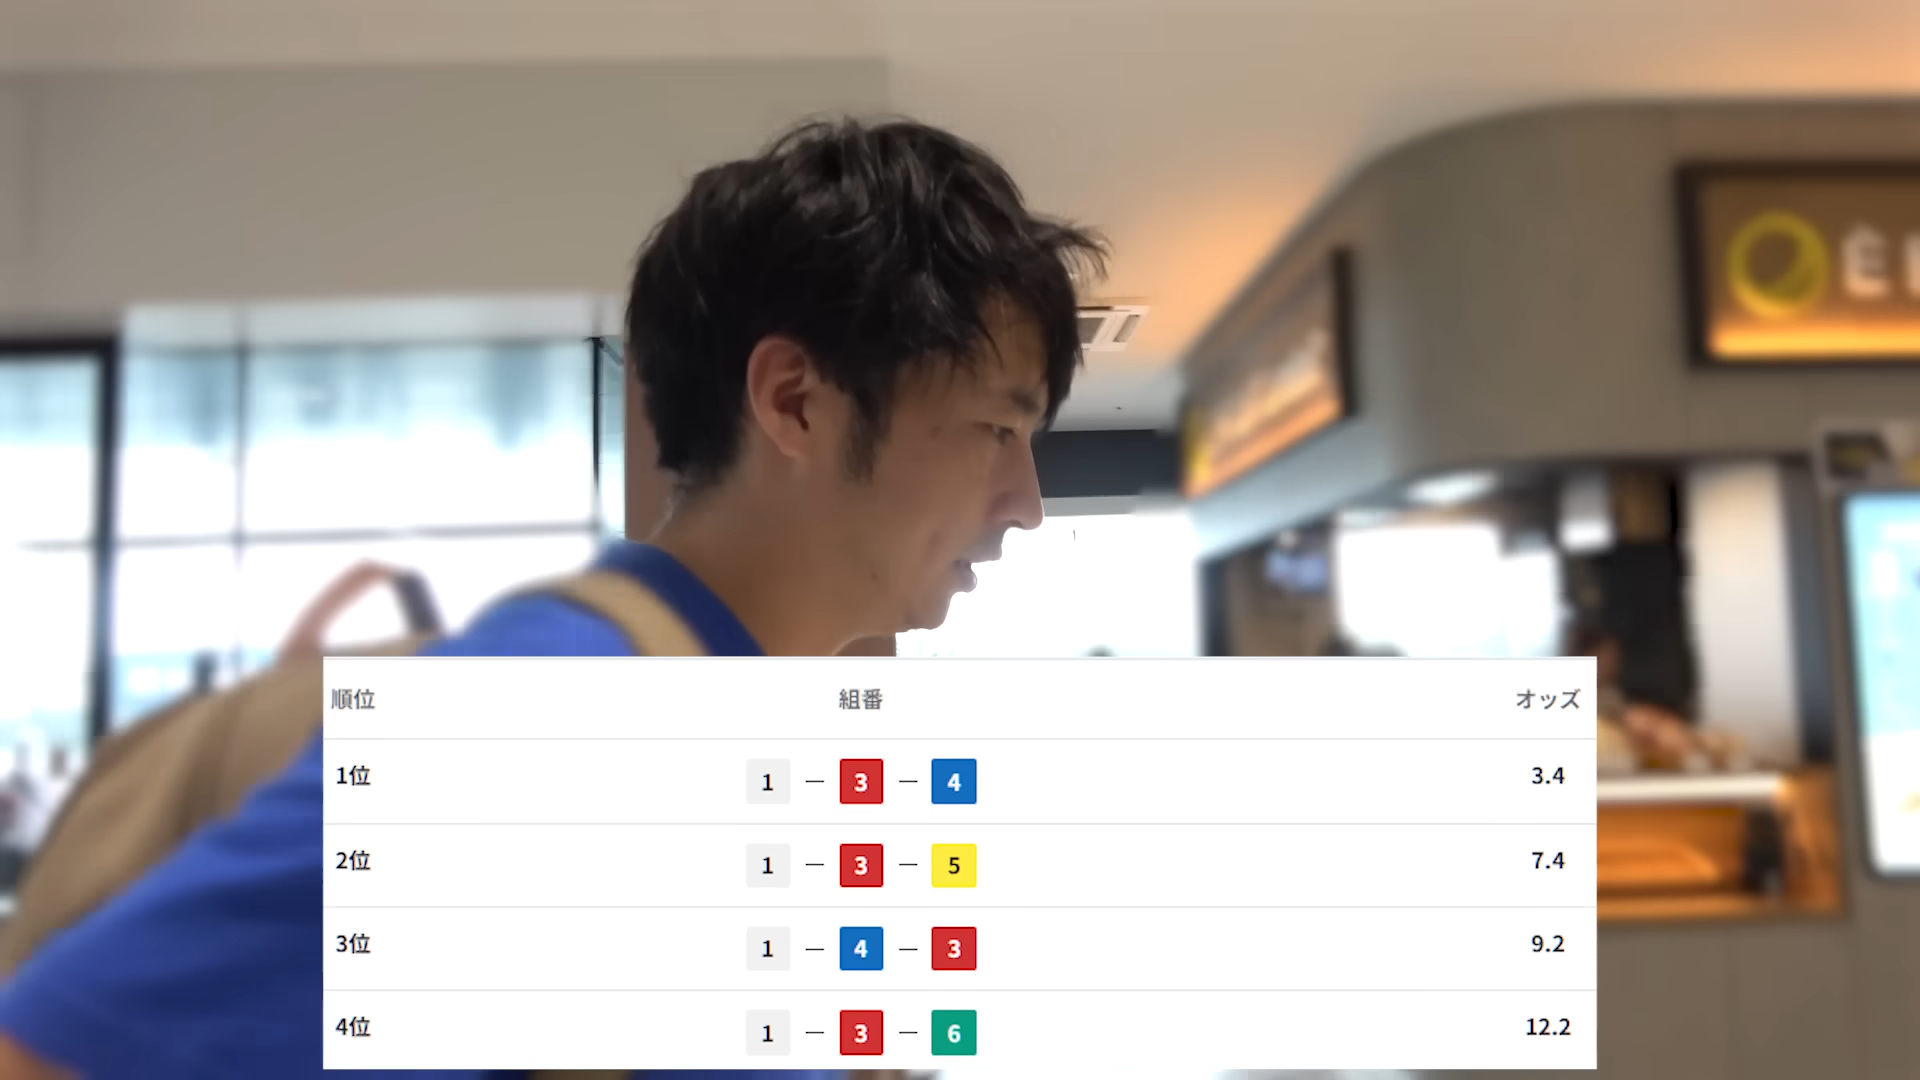 順位 組番 オッズ
1位 1 — 3 — 4 3.4
2位 1 — 3 — 5 7.4
3位 1 — 4 — 3 9.2
4位 1 — 3 — 6 12.2